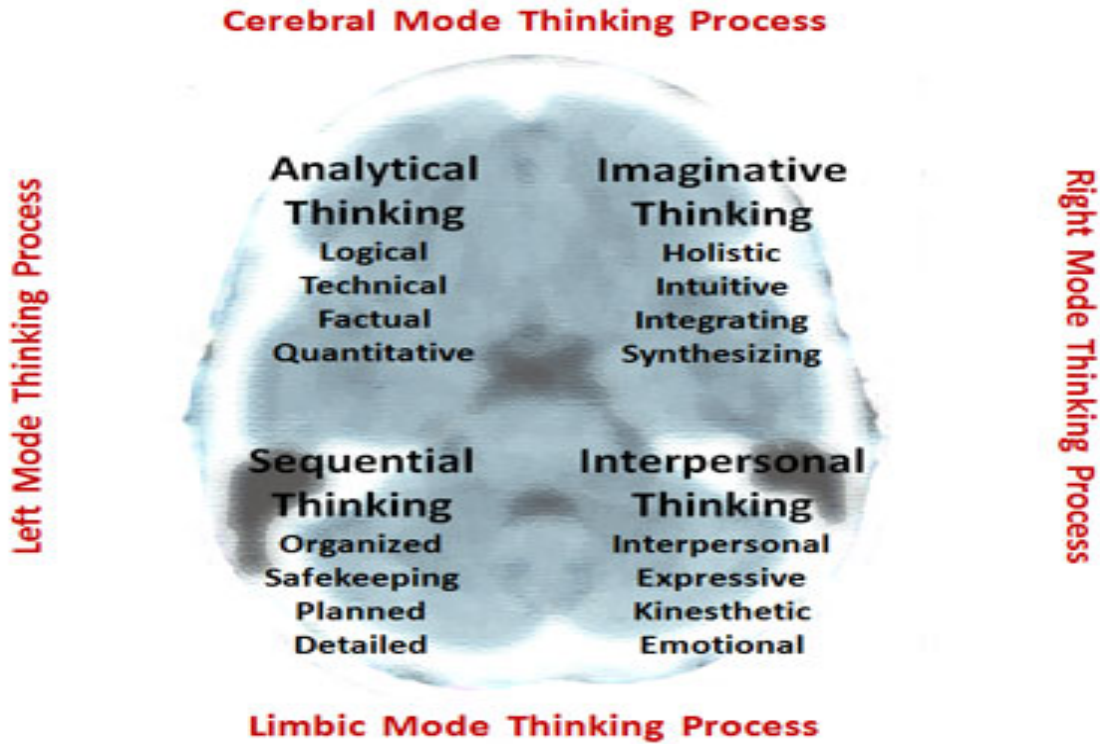 Cerebral Mode Thinking Process
Left Mode Thinking Process
Analytical
Thinking
Logical
Technical
Factual
Quantitative
Imaginative
Thinking
Holistic
Intuitive
Integrating
Synthesizing
Sequential
Thinking
Organized
Safekeeping
Planned
Detailed
Interpersonal
Thinking
Interpersonal
Expressive
Kinesthetic
Emotional
Right Mode Thinking Process
Limbic Mode Thinking Process